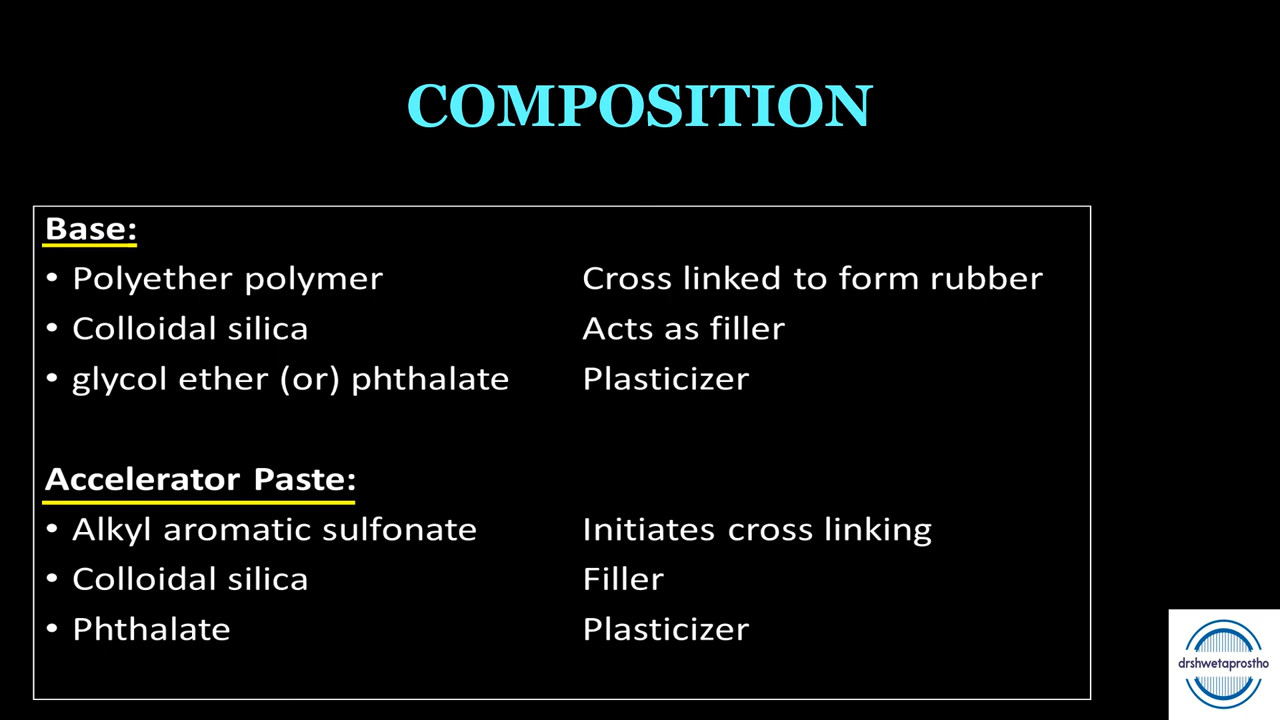 COMPOSITION
Base:
• Polyether polymer Cross linked to form rubber
• Colloidal silica Acts as filler
• glycol ether (or) phthalate Plasticizer
Accelerator Paste:
• Alkyl aromatic sulfonate Initiates cross linking
• Colloidal silica Filler
• Phthalate Plasticizer
drshwetaprostho